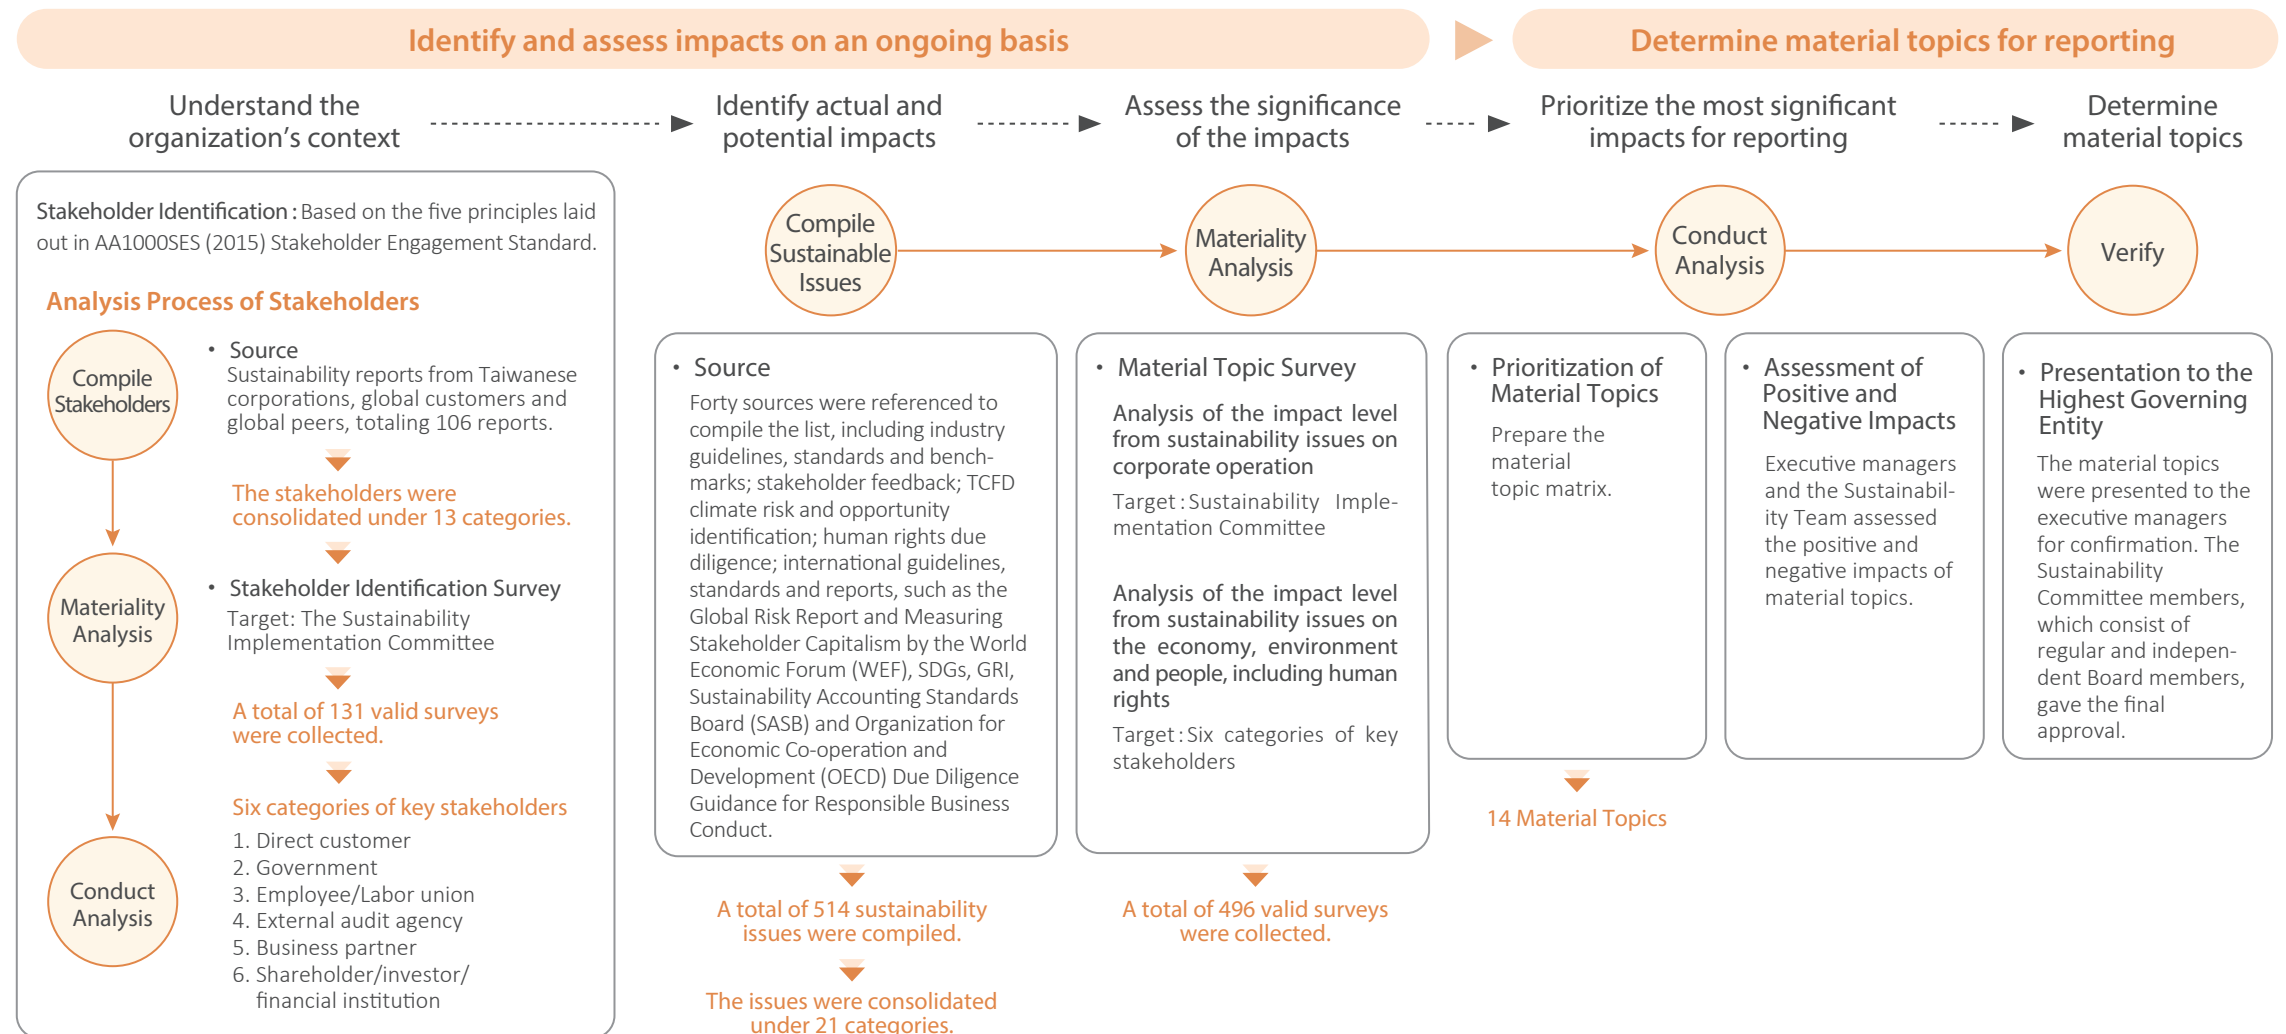 Identify and assess impacts on an ongoing basis
Determine material topics for reporting
Understand the
organization's context
Identify actual and
potential impacts
Assess the significance
of the impacts
Prioritize the most significant
impacts for reporting
Determine
material topics
Stakeholder Identification : Based on the five principles laid
out in AA1000SES (2015) Stakeholder Engagement Standard.
Analysis Process of Stakeholders
Compile
Stakeholders
• Source
Sustainability reports from Taiwanese
corporations, global customers and
global peers, totaling 106 reports.
The stakeholders were
consolidated under 13 categories.
Materiality
Analysis
• Stakeholder Identification Survey
Target: The Sustainability
Implementation Committee
A total of 131 valid surveys
were collected.
Conduct
Analysis
Six categories of key stakeholders
1. Direct customer
2. Government
3. Employee/Labor union
4. External audit agency
5. Business partner
6. Shareholder/investor/
financial institution
Compile
Sustainable
Issues
• Source
Forty sources were referenced to
compile the list, including industry
guidelines, standards and bench-
marks; stakeholder feedback; TCFD
climate risk and opportunity
identification; human rights due
diligence; international guidelines,
standards and reports, such as the
Global Risk Report and Measuring
Stakeholder Capitalism by the World
Economic Forum (WEF), SDGs, GRI,
Sustainability Accounting Standards
Board (SASB) and Organization for
Economic Co-operation and
Development (OECD) Due Diligence
Guidance for Responsible Business
Conduct.
A total of 514 sustainability
issues were compiled.
The issues were consolidated
under 21 categories.
Materiality
Analysis
• Material Topic Survey
Analysis of the impact level
from sustainability issues on
corporate operation
Target : Sustainability Imple-
mentation Committee
Analysis of the impact level
from sustainability issues on
the economy, environment
and people, including human
rights
Target : Six categories of key
stakeholders
A total of 496 valid surveys
were collected.
Conduct
Analysis
• Prioritization of
Material Topics
Prepare the
material
topic matrix.
14 Material Topics
• Assessment of
Positive and
Negative Impacts
Executive managers
and the Sustainabil-
ity Team assessed
the positive and
negative impacts of
material topics.
Verify
• Presentation to the
Highest Governing
Entity
The material topics
were presented to the
executive managers
for confirmation. The
Sustainability
Committee members,
which consist of
regular and indepen-
dent Board members,
gave the final
approval.